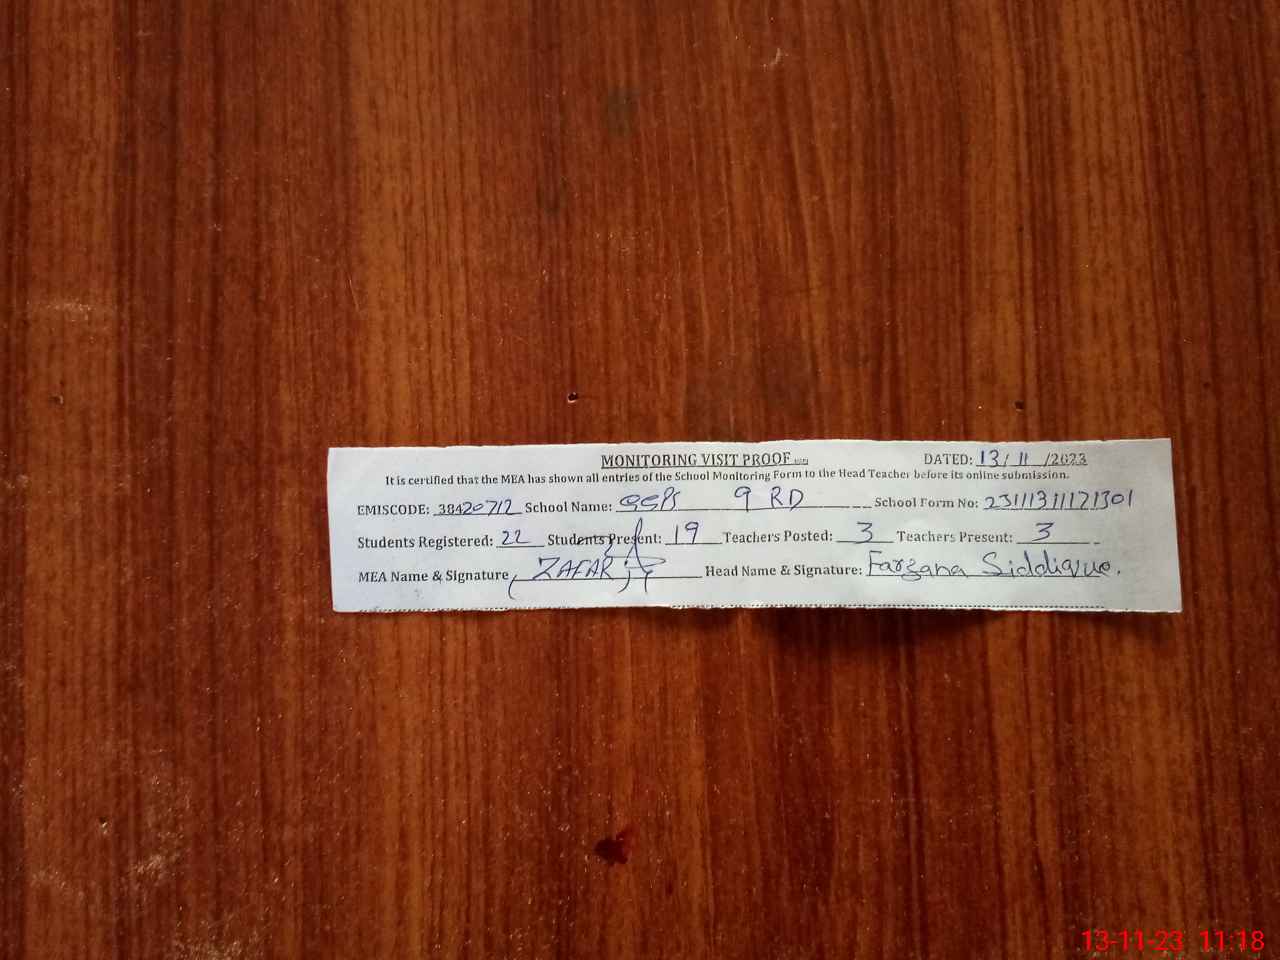 MONITORING VISIT PROOF DATED: 13/ 11 /2023
It is certified that the MEA has shown all entries of the School Monitoring Form to the Head Teacher before its online submission.
EMISCODE: 38420712 School Name: GGPS 9 RD School Form No: 23111311171301
Students Registered: 22 Students Present: 19 Teachers Posted: 3 Teachers Present: 3
MEA Name & Signature ZAFAR Head Name & Signature: Farzana Siddique.
13-11-23 11:18